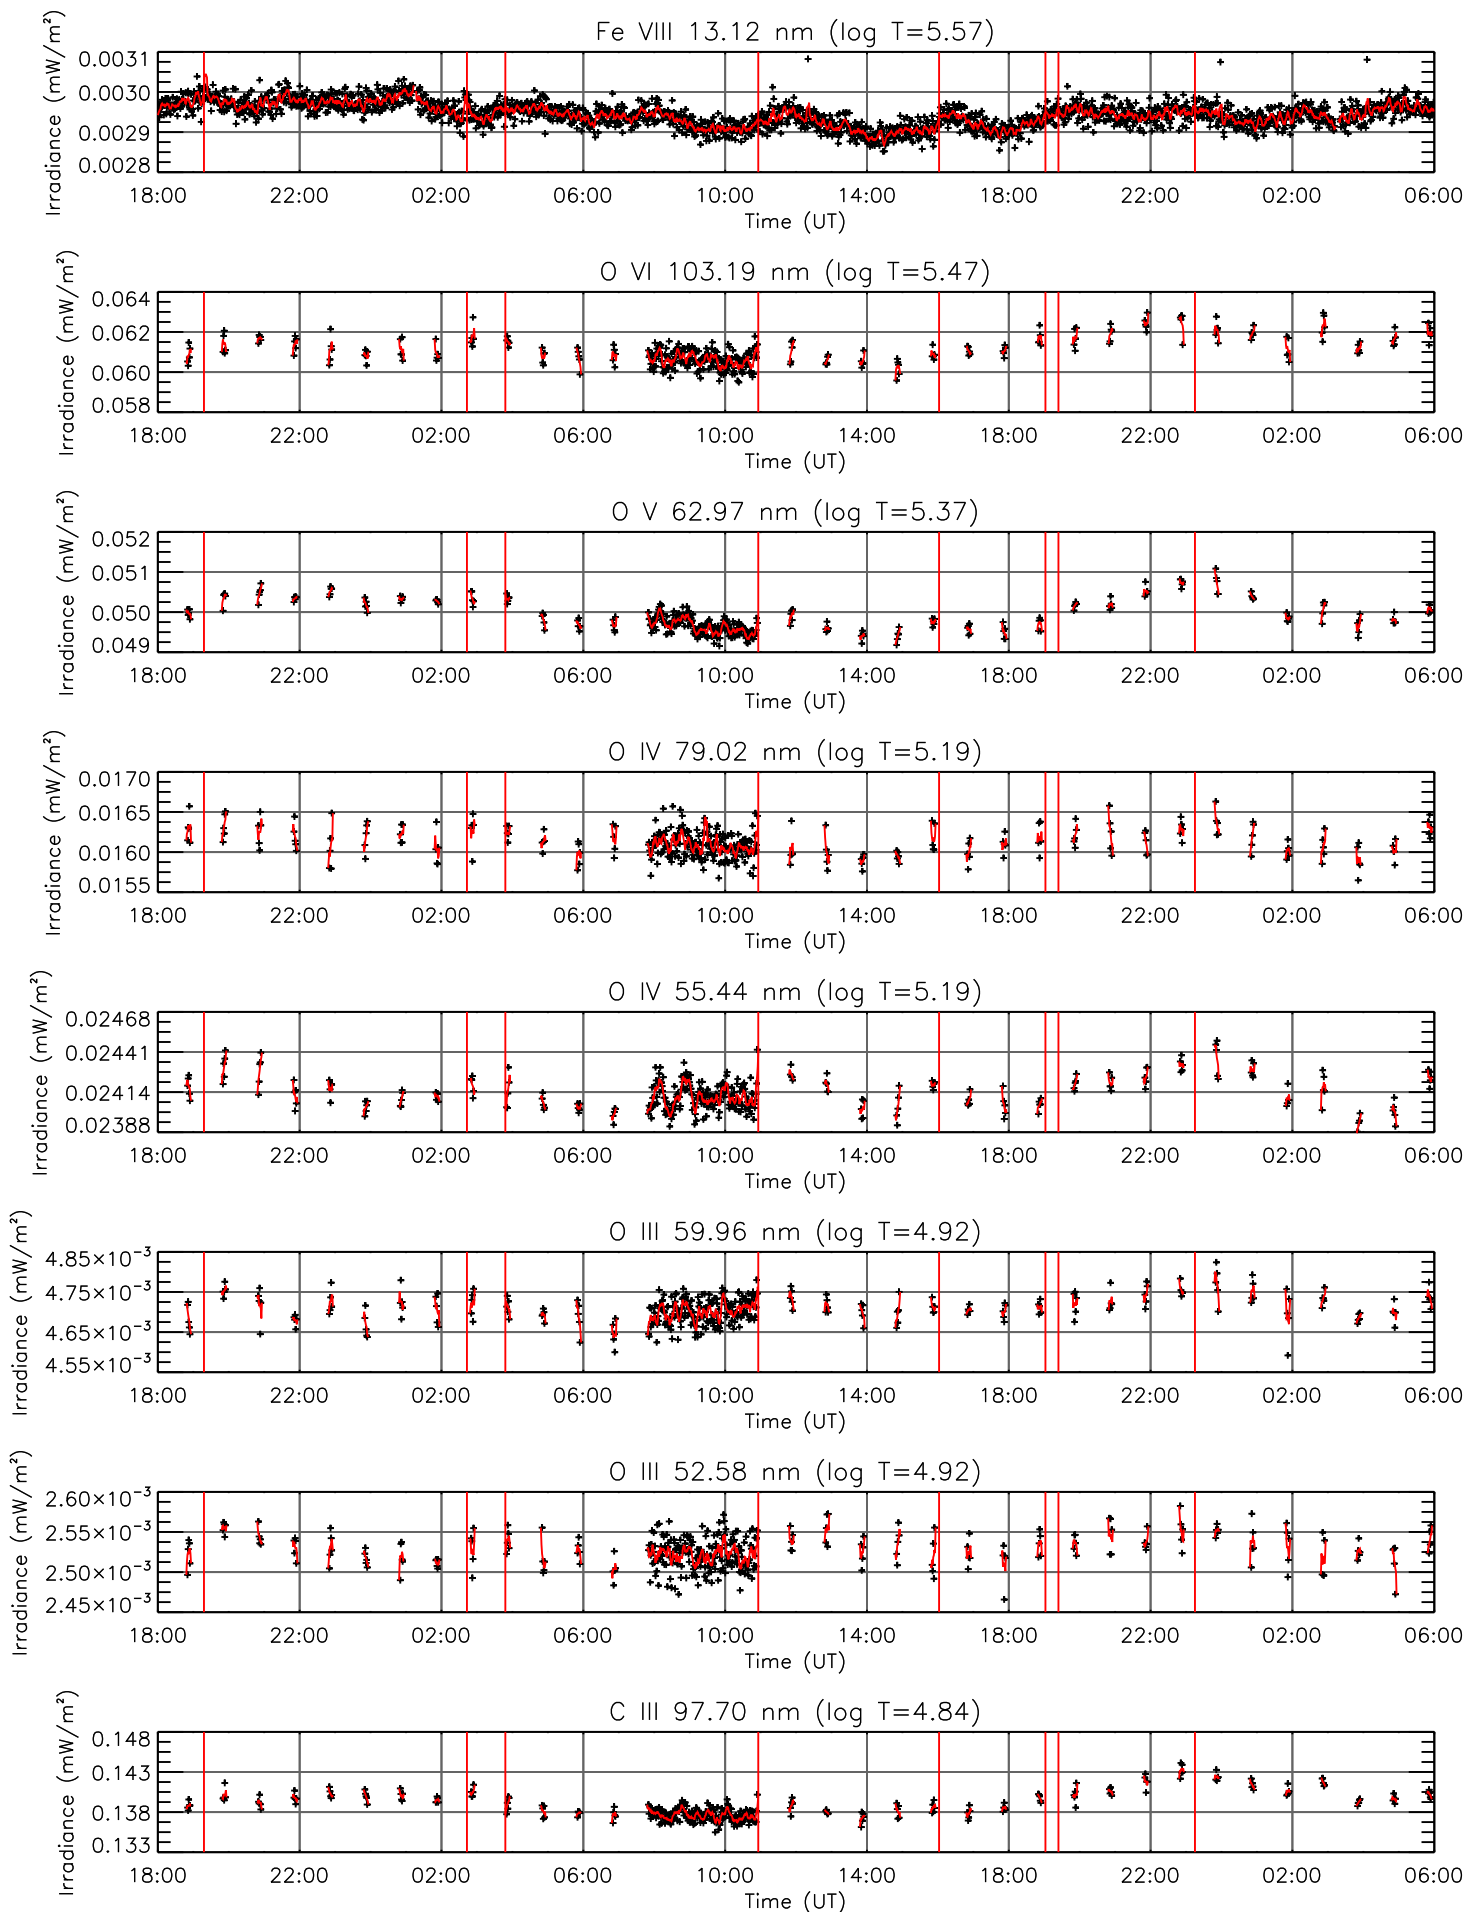 Fe VIII 13.12 nm (log T=5.57)
Irradiance (mW/m²)
0.0031
0.0030
0.0029
0.0028
18:00 22:00 02:00 06:00 10:00 14:00 18:00 22:00 02:00 06:00
Time (UT)
O VI 103.19 nm (log T=5.47)
Irradiance (mW/m²)
0.064
0.062
0.060
0.058
18:00 22:00 02:00 06:00 10:00 14:00 18:00 22:00 02:00 06:00
Time (UT)
O V 62.97 nm (log T=5.37)
Irradiance (mW/m²)
0.052
0.051
0.050
0.049
18:00 22:00 02:00 06:00 10:00 14:00 18:00 22:00 02:00 06:00
Time (UT)
O IV 79.02 nm (log T=5.19)
Irradiance (mW/m²)
0.0170
0.0165
0.0160
0.0155
18:00 22:00 02:00 06:00 10:00 14:00 18:00 22:00 02:00 06:00
Time (UT)
O IV 55.44 nm (log T=5.19)
Irradiance (mW/m²)
0.02468
0.02441
0.02414
0.02388
18:00 22:00 02:00 06:00 10:00 14:00 18:00 22:00 02:00 06:00
Time (UT)
O III 59.96 nm (log T=4.92)
Irradiance (mW/m²)
4.85×10⁻³
4.75×10⁻³
4.65×10⁻³
4.55×10⁻³
18:00 22:00 02:00 06:00 10:00 14:00 18:00 22:00 02:00 06:00
Time (UT)
O III 52.58 nm (log T=4.92)
Irradiance (mW/m²)
2.60×10⁻³
2.55×10⁻³
2.50×10⁻³
2.45×10⁻³
18:00 22:00 02:00 06:00 10:00 14:00 18:00 22:00 02:00 06:00
Time (UT)
C III 97.70 nm (log T=4.84)
Irradiance (mW/m²)
0.148
0.143
0.138
0.133
18:00 22:00 02:00 06:00 10:00 14:00 18:00 22:00 02:00 06:00
Time (UT)